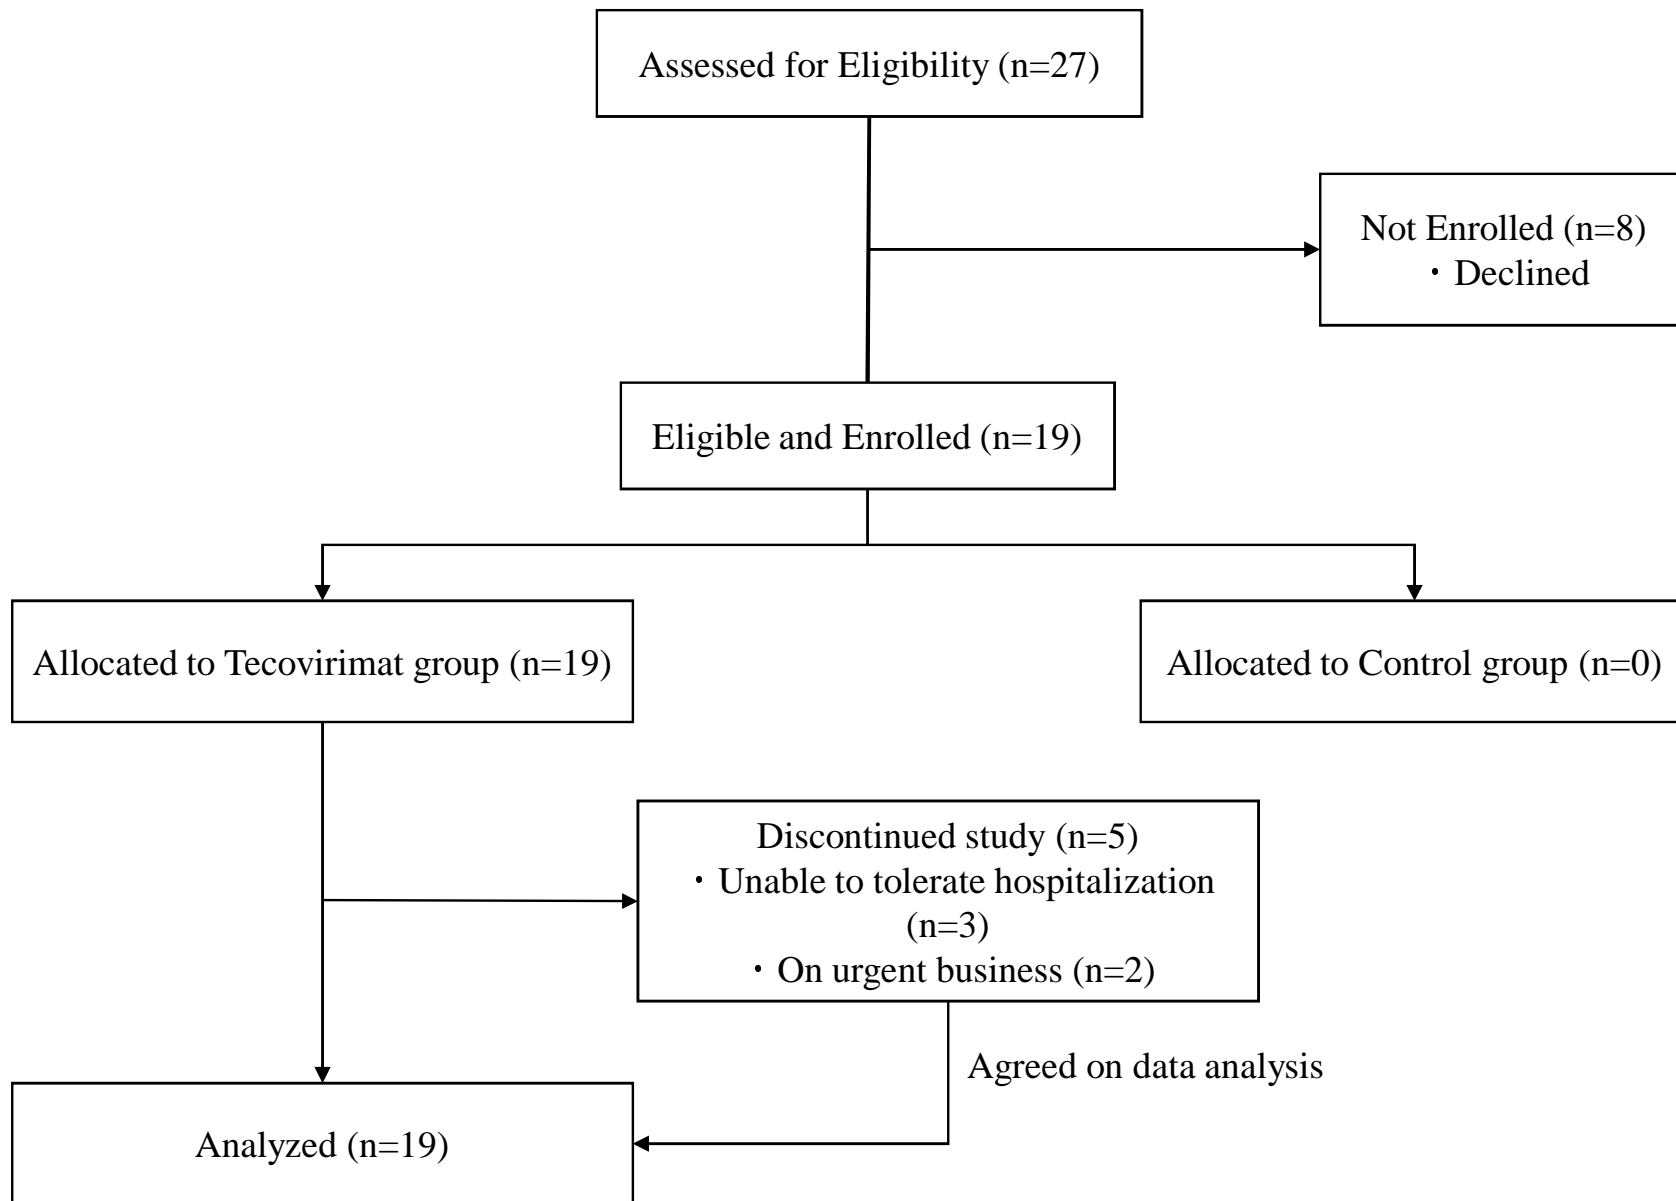 Assessed for Eligibility (n=27)
Not Enrolled (n=8)
・Declined
Eligible and Enrolled (n=19)
Allocated to Tecovirimat group (n=19)
Allocated to Control group (n=0)
Discontinued study (n=5)
・Unable to tolerate hospitalization
(n=3)
・On urgent business (n=2)
Agreed on data analysis
Analyzed (n=19)